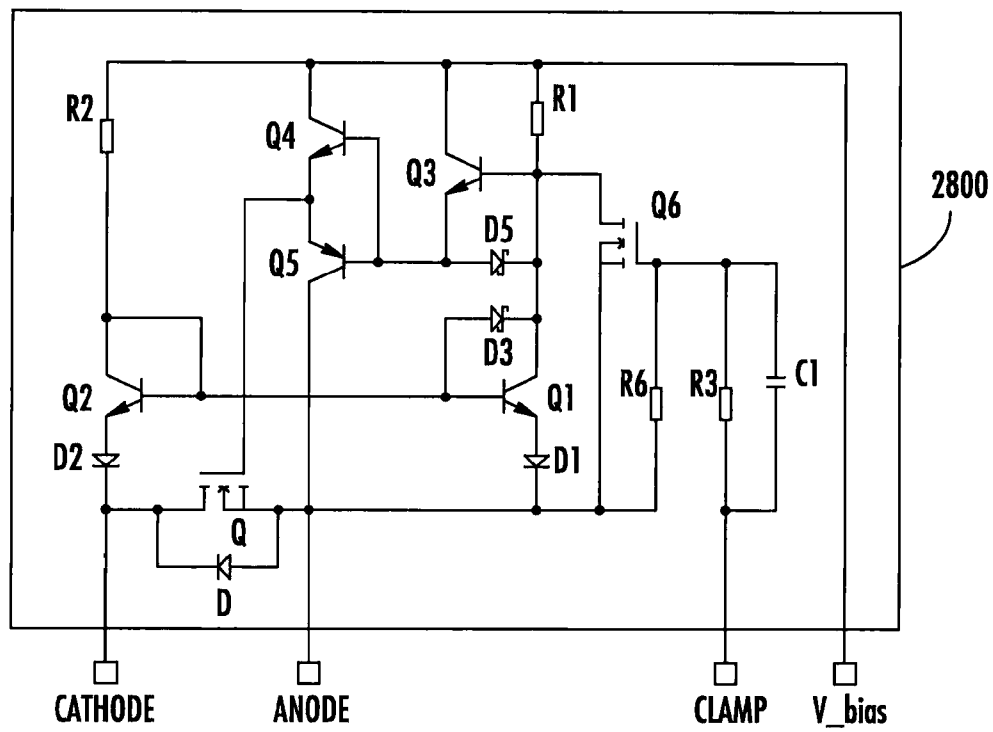 R2
R1
Q4
Q3
Q6
2800
D5
Q5
D3
Q2
Q1
R6
R3
C1
D2
D1
Q
D
CATHODE
ANODE
CLAMP
V_bias